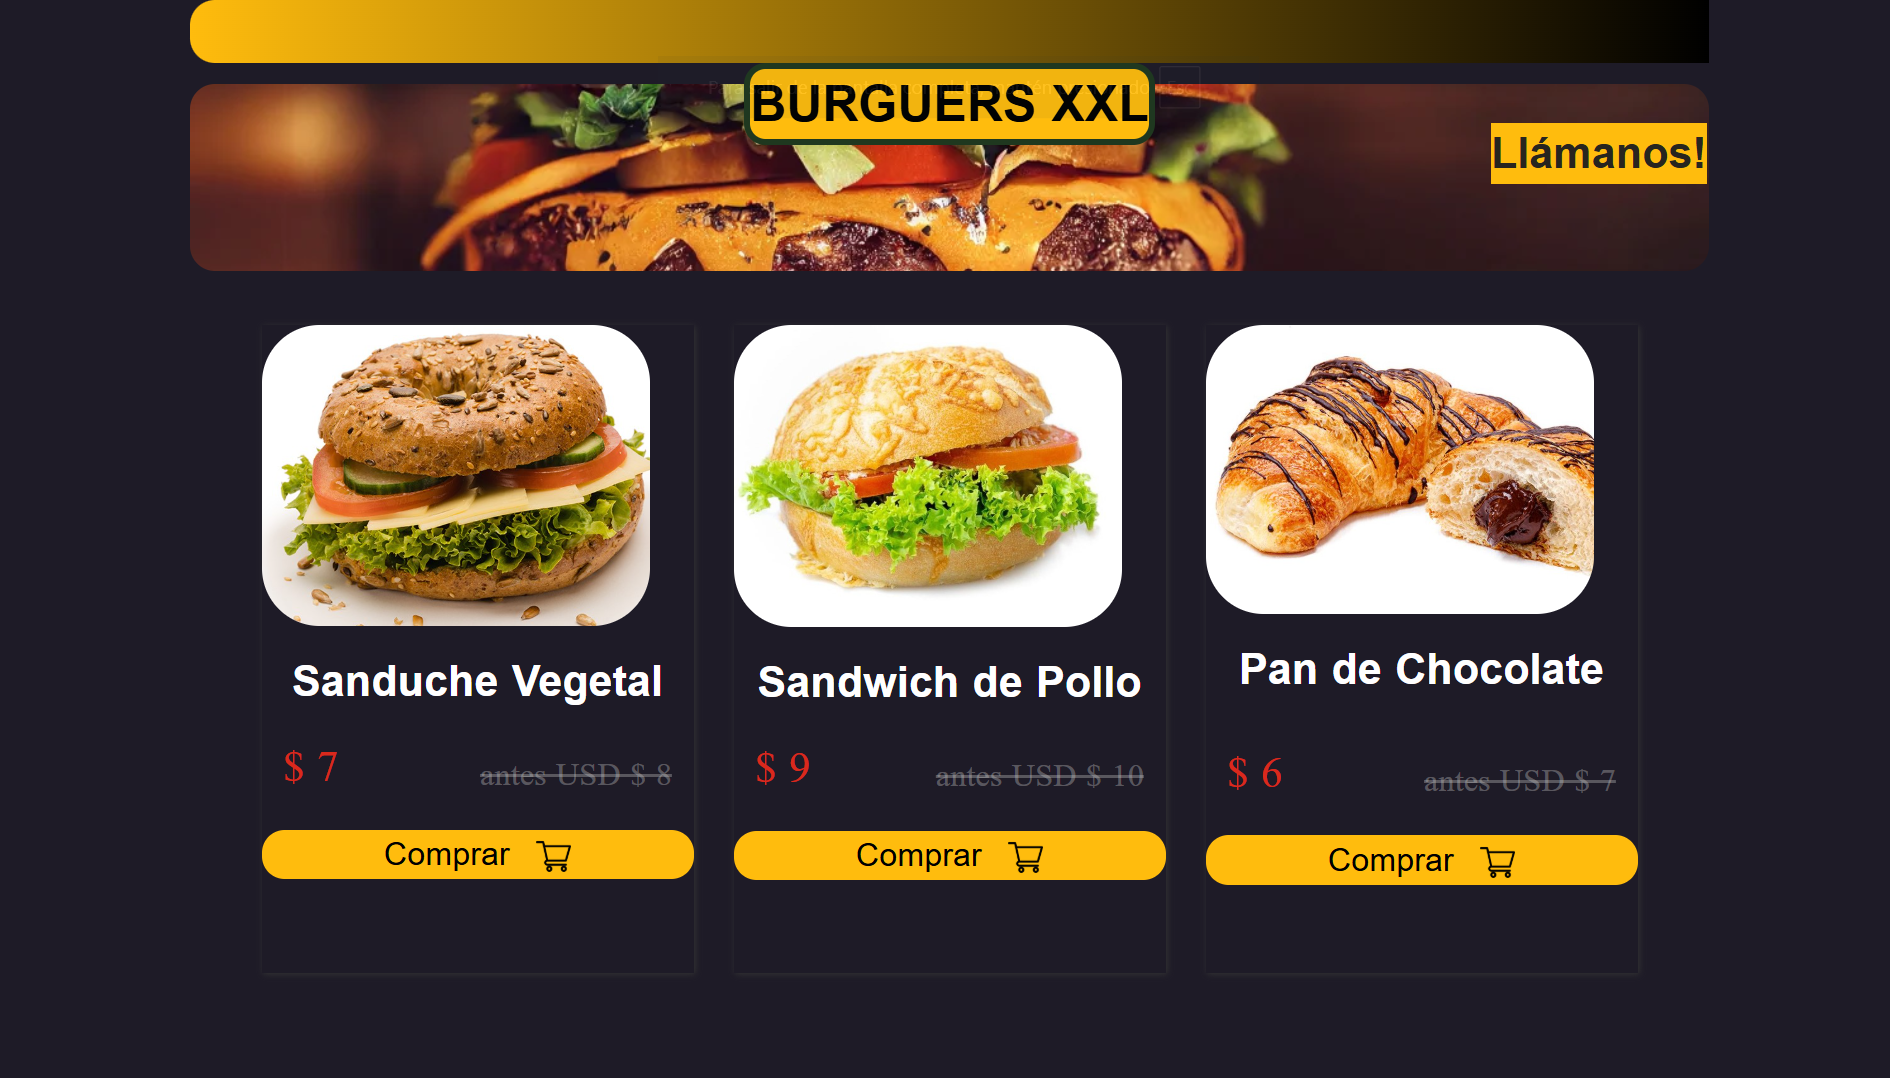 BURGUERS XXL
Llámanos!
Sanduche Vegetal
$ 7 antes USD $ 8
Comprar
Sandwich de Pollo
$ 9 antes USD $ 10
Comprar
Pan de Chocolate
$ 6 antes USD $ 7
Comprar